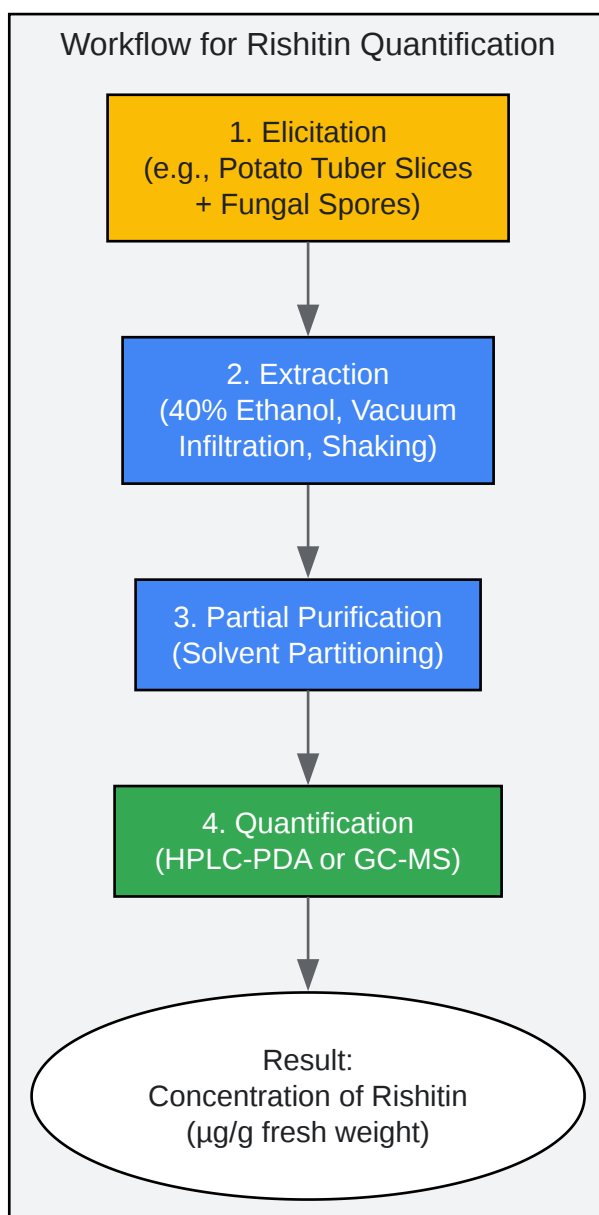 Workflow for Rishitin Quantification
1. Elicitation
(e.g., Potato Tuber Slices
+ Fungal Spores)
2. Extraction
(40% Ethanol, Vacuum
Infiltration, Shaking)
3. Partial Purification
(Solvent Partitioning)
4. Quantification
(HPLC-PDA or GC-MS)
Result:
Concentration of Rishitin
(µg/g fresh weight)